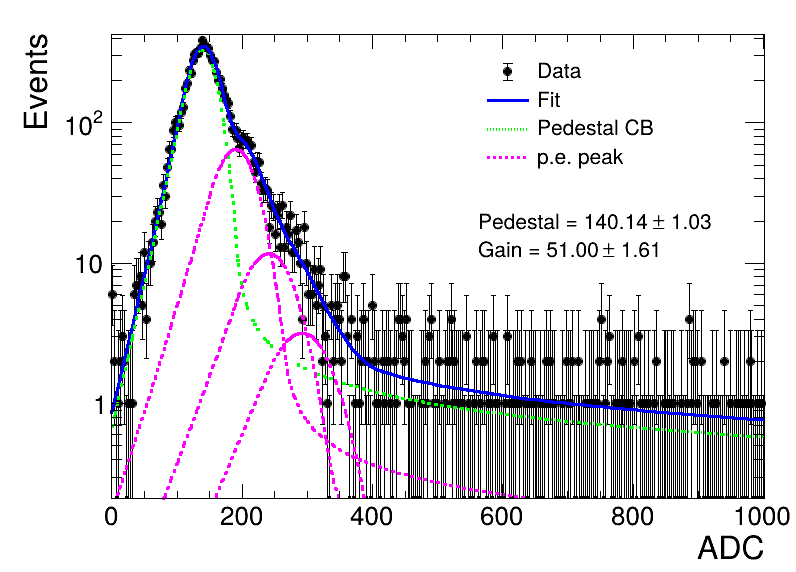 Events
Data
Fit
Pedestal CB
p.e. peak
Pedestal = 140.14 ± 1.03
Gain = 51.00 ± 1.61
10²
10
1
0 200 400 600 800 1000
ADC